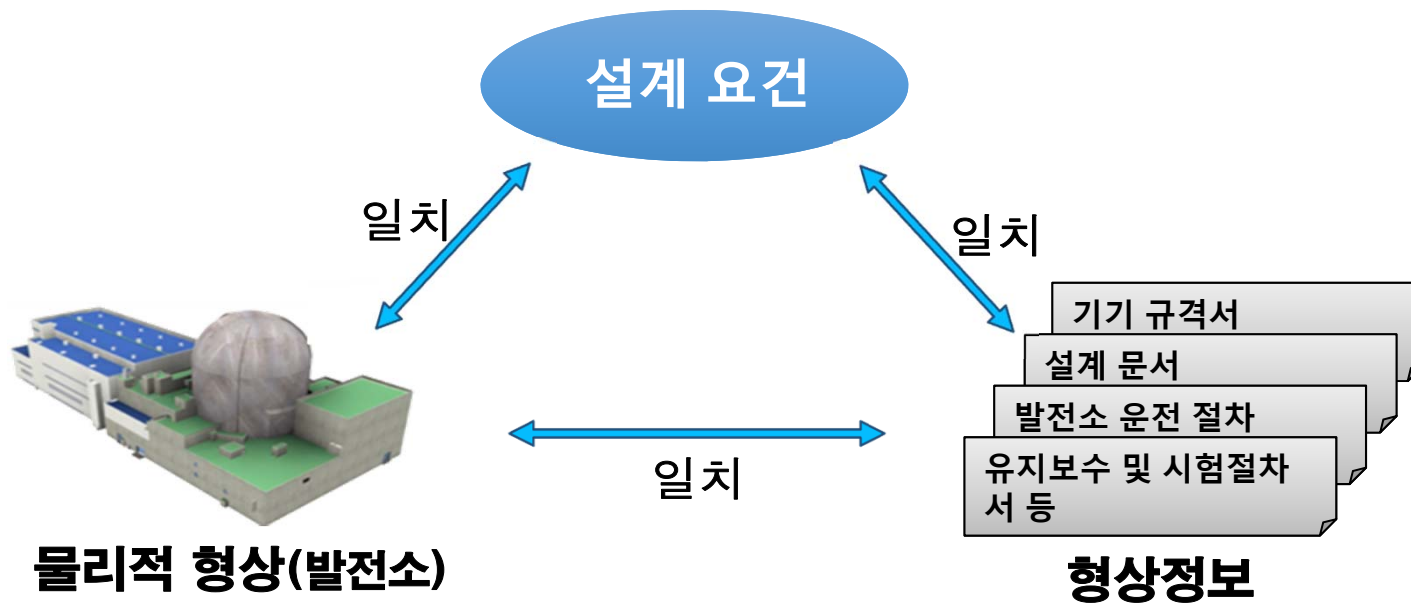 설계 요건
일치
일치
기기 규격서
설계 문서
발전소 운전 절차
유지보수 및 시험절차
서 등
일치
물리적 형상(발전소)
형상정보